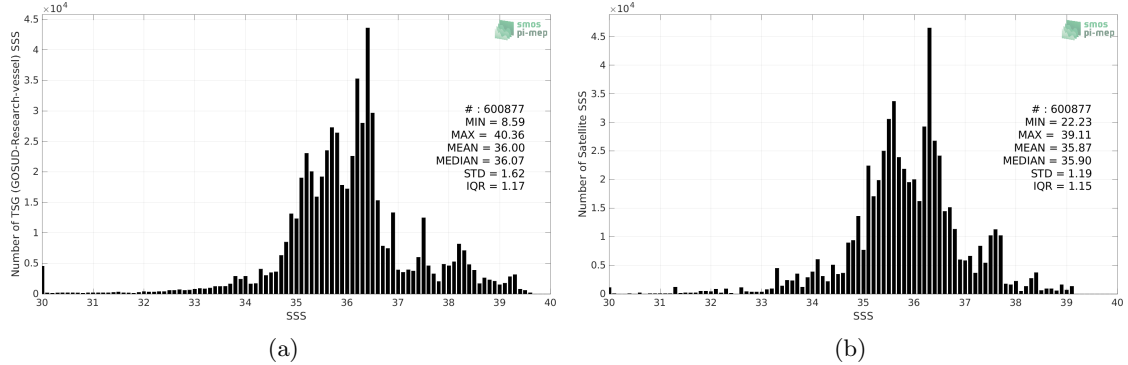 ×10⁴
4.5
4
3.5
3
2.5
2
1.5
1
0.5
0
Number of TSG (GOSUD-Research-vessel) SSS
smos
pi-mep
# : 600877
MIN = 8.59
MAX = 40.36
MEAN = 36.00
MEDIAN = 36.07
STD = 1.62
IQR = 1.17
30 31 32 33 34 35 36 37 38 39 40
SSS
(a)
×10⁴
4.5
4
3.5
3
2.5
2
1.5
1
0.5
0
Number of Satellite SSS
smos
pi-mep
# : 600877
MIN = 22.23
MAX = 39.11
MEAN = 35.87
MEDIAN = 35.90
STD = 1.19
IQR = 1.15
30 31 32 33 34 35 36 37 38 39 40
SSS
(b)